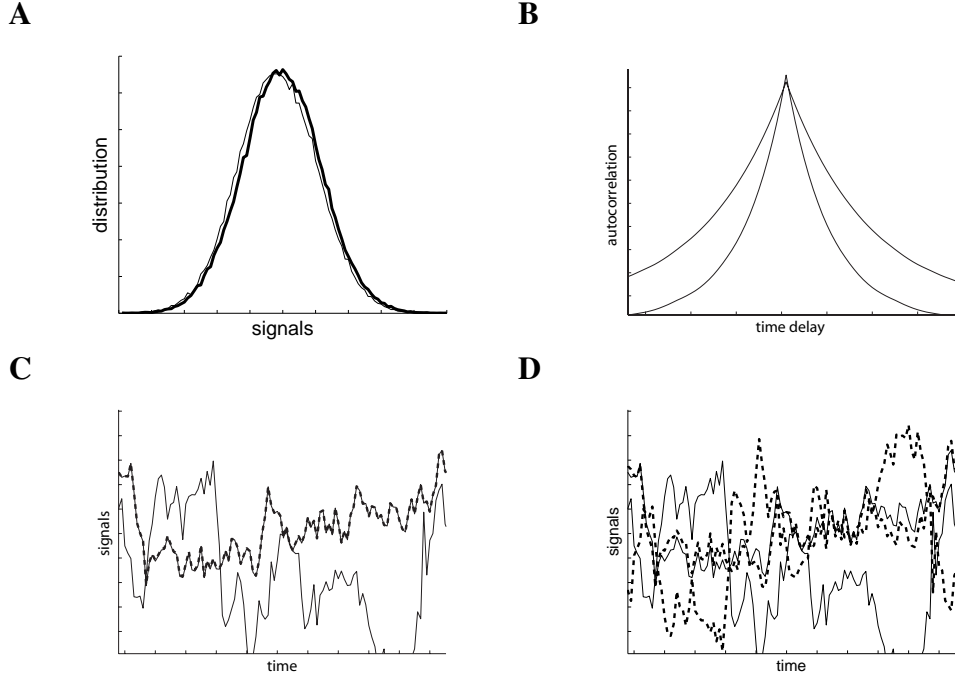 A
B
distribution
signals
autocorrelation
time delay
C
D
signals
time
signals
time